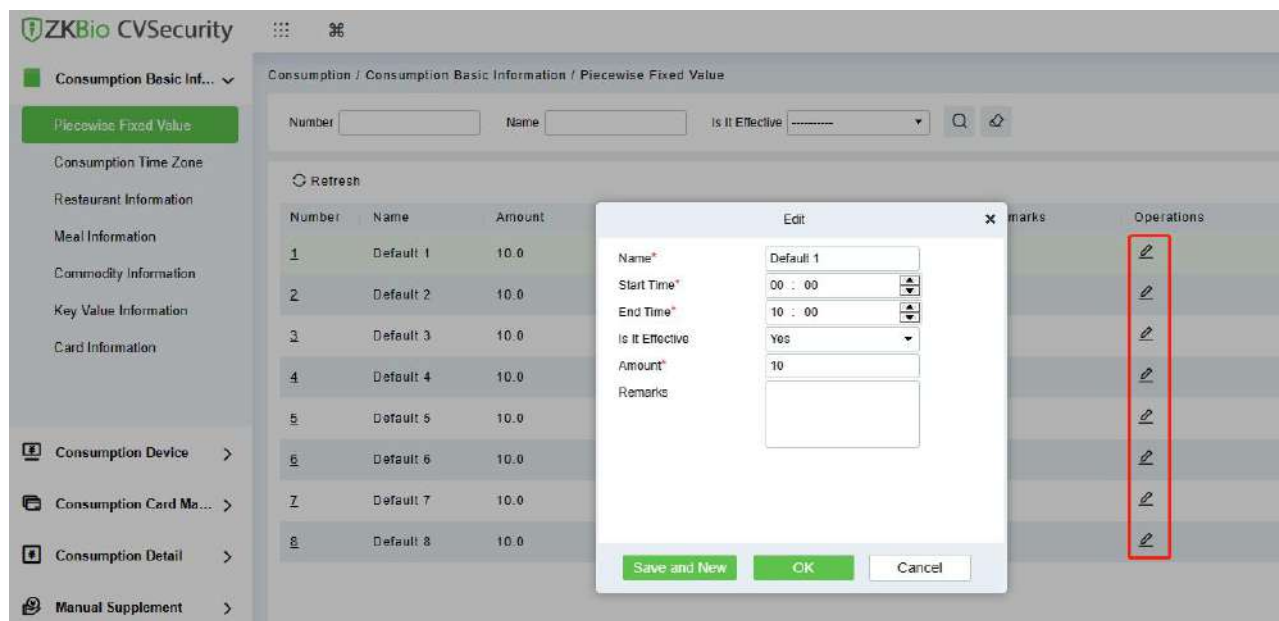 ZKBio CVSecurity
Consumption Basic Inf...
Consumption / Consumption Basic Information / Piecewise Fixed Value
Piecewise Fixed Value
Number Name Is It Effective ----------
Consumption Time Zone
Restaurant Information
Meal Information
Commodity Information
Key Value Information
Card Information
Refresh
Number Name Amount marks Operations
1 Default 1 10.0
2 Default 2 10.0
3 Default 3 10.0
4 Default 4 10.0
5 Default 5 10.0
6 Default 6 10.0
7 Default 7 10.0
8 Default 8 10.0
Edit
Name* Default 1
Start Time* 00 : 00
End Time* 10 : 00
Is It Effective Yes
Amount* 10
Remarks
Save and New OK Cancel
Consumption Device
Consumption Card Ma...
Consumption Detail
Manual Supplement